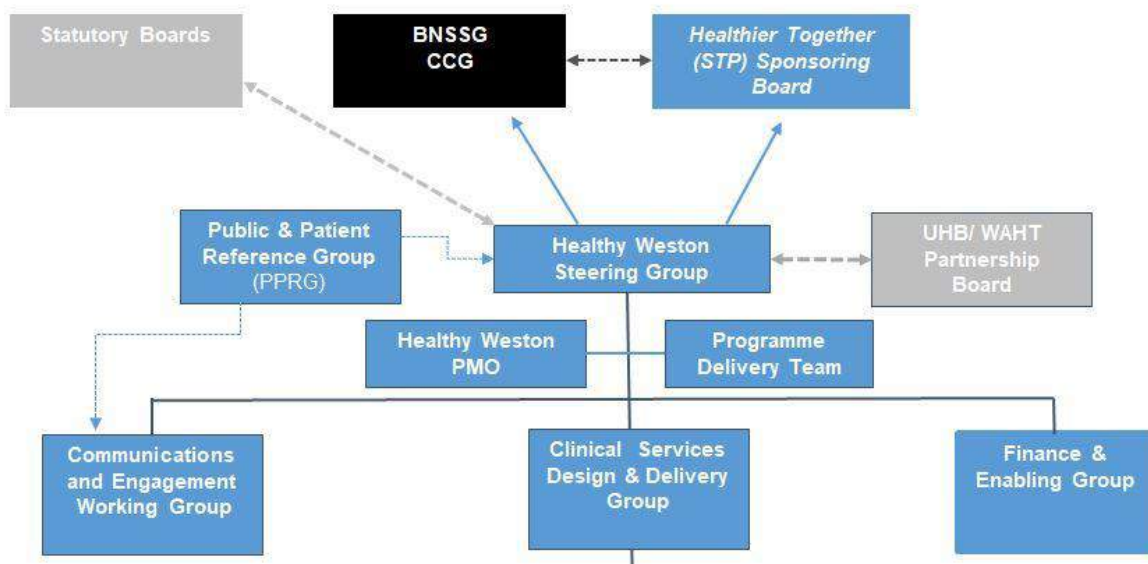 Statutory Boards
BNSSG
CCG
Healthier Together
(STP) Sponsoring
Board
Public & Patient
Reference Group
(PPRG)
Healthy Weston
Steering Group
UHB/ WAHT
Partnership
Board
Healthy Weston
PMO
Programme
Delivery Team
Communications
and Engagement
Working Group
Clinical Services
Design & Delivery
Group
Finance &
Enabling Group